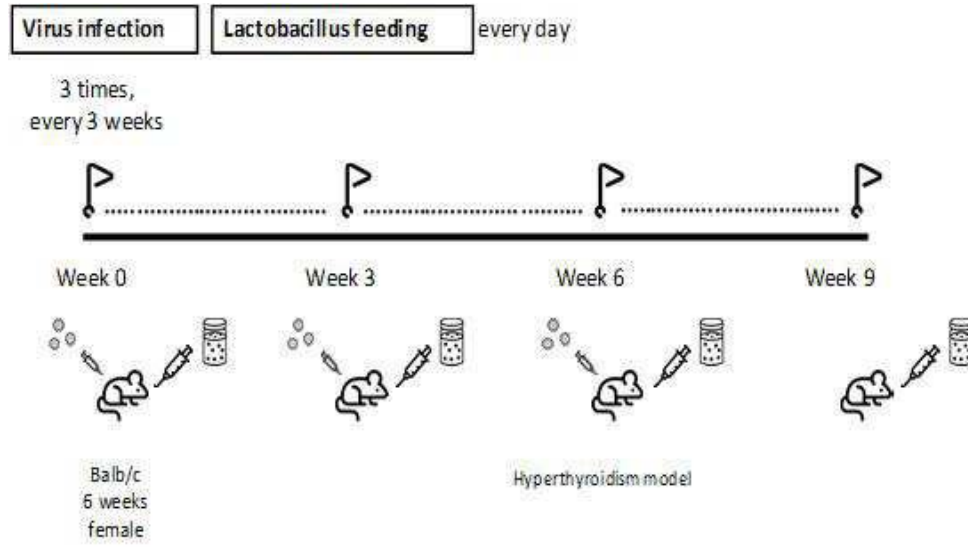 Virus infection Lactobacillus feeding every day
3 times,
every 3 weeks
Week 0 Week 3 Week 6 Week 9
Balb/c
6 weeks
female
Hyperthyroidism model